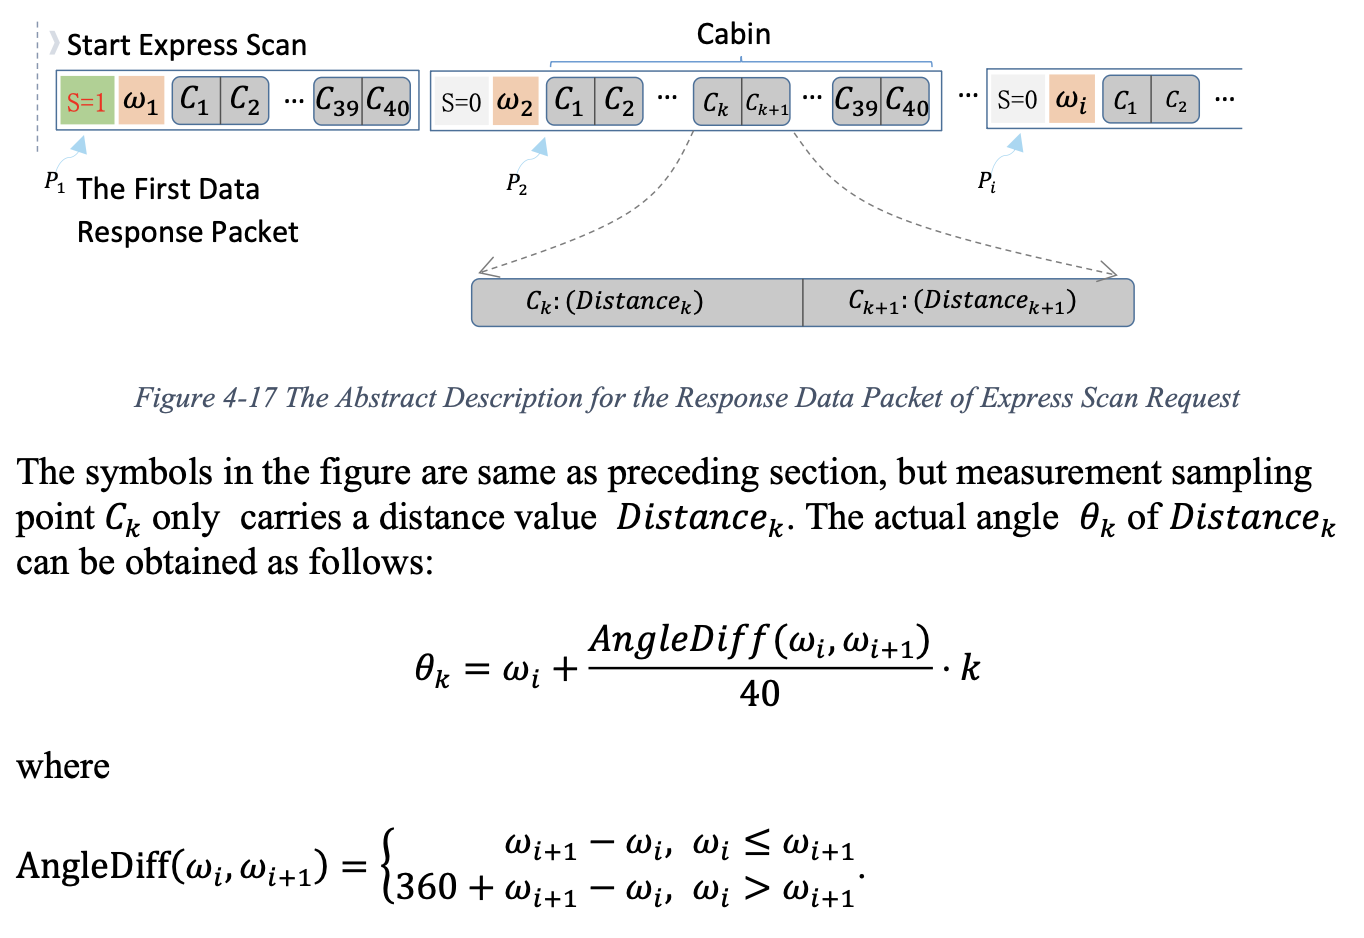 Start Express Scan
Cabin
S=1 ω₁ C₁ C₂ ··· C₃₉ C₄₀ S=0 ω₂ C₁ C₂ ··· Cₖ Cₖ₊₁ ··· C₃₉ C₄₀ ··· S=0 ωᵢ C₁ C₂ ···
P₁ The First Data
Response Packet
P₂
Pᵢ
Cₖ: (Distanceₖ) Cₖ₊₁: (Distanceₖ₊₁)
Figure 4-17 The Abstract Description for the Response Data Packet of Express Scan Request
The symbols in the figure are same as preceding section, but measurement sampling
point Cₖ only carries a distance value Distanceₖ. The actual angle θₖ of Distanceₖ
can be obtained as follows:
θₖ = ωᵢ + AngleDiff(ωᵢ, ωᵢ₊₁) / 40 · k
where
AngleDiff(ωᵢ, ωᵢ₊₁) = { ωᵢ₊₁ − ωᵢ, ωᵢ ≤ ωᵢ₊₁
360 + ωᵢ₊₁ − ωᵢ, ωᵢ > ωᵢ₊₁ .